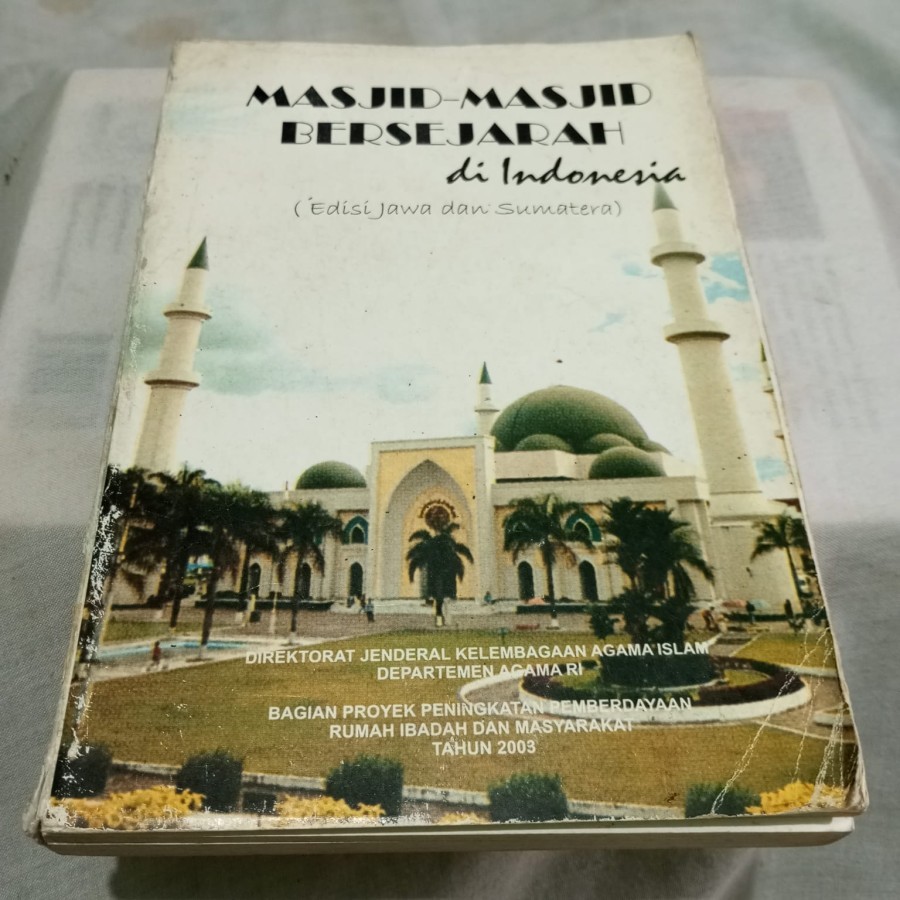 MASJID-MASJID
BERSEJARAH
di Indonesia
( Edisi Jawa dan Sumatera)
DIREKTORAT JENDERAL KELEMBAGAAN AGAMA ISLAM
DEPARTEMEN AGAMA RI
BAGIAN PROYEK PENINGKATAN PEMBERDAYAAN
RUMAH IBADAH DAN MASYARAKAT
TAHUN 2003